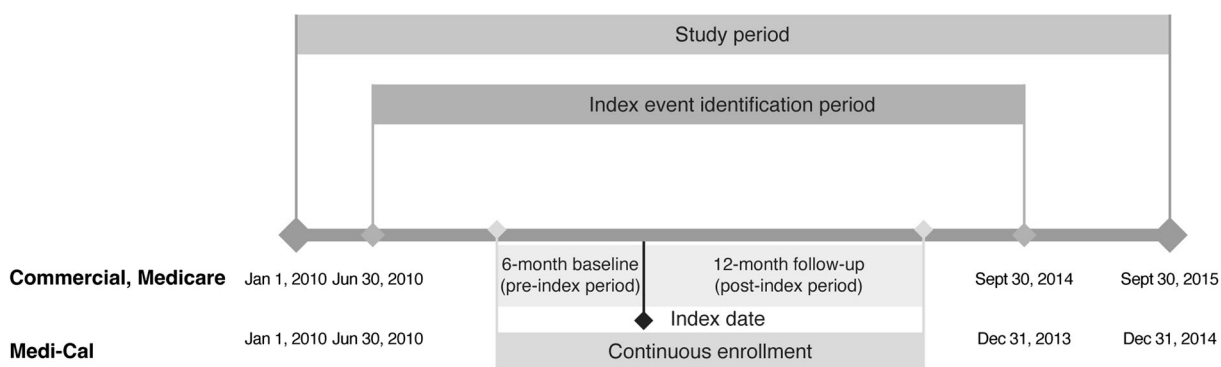 Study period
Index event identification period
Commercial, Medicare Jan 1, 2010 Jun 30, 2010 6-month baseline 12-month follow-up Sept 30, 2014 Sept 30, 2015
(pre-index period) (post-index period)
Index date
Medi-Cal Jan 1, 2010 Jun 30, 2010 Dec 31, 2013 Dec 31, 2014
Continuous enrollment